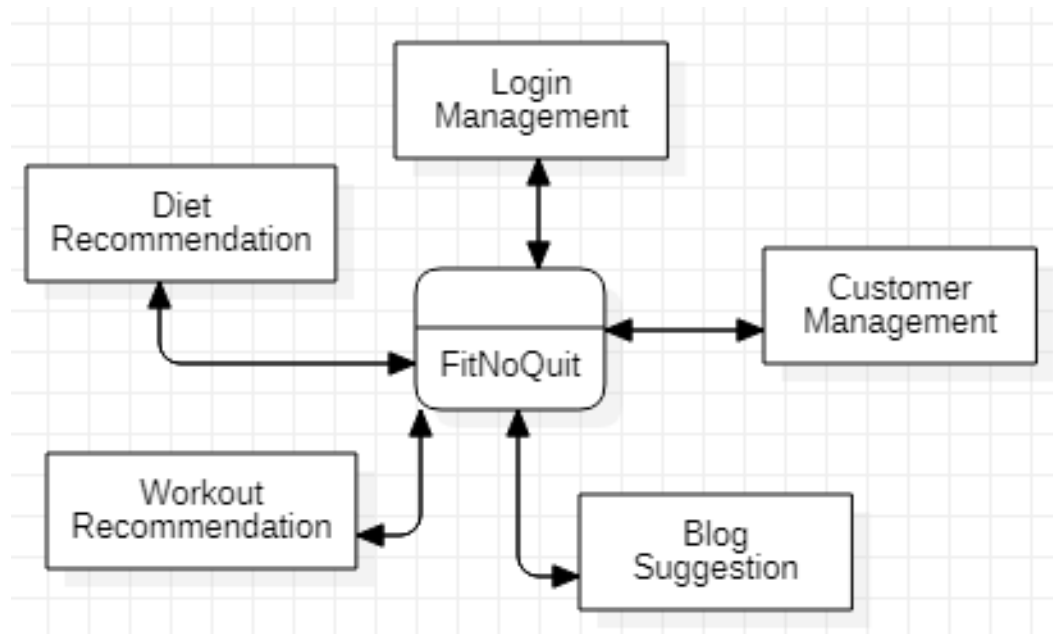 Login
Management
Diet
Recommendation
Customer
Management
FitNoQuit
Workout
Recommendation
Blog
Suggestion